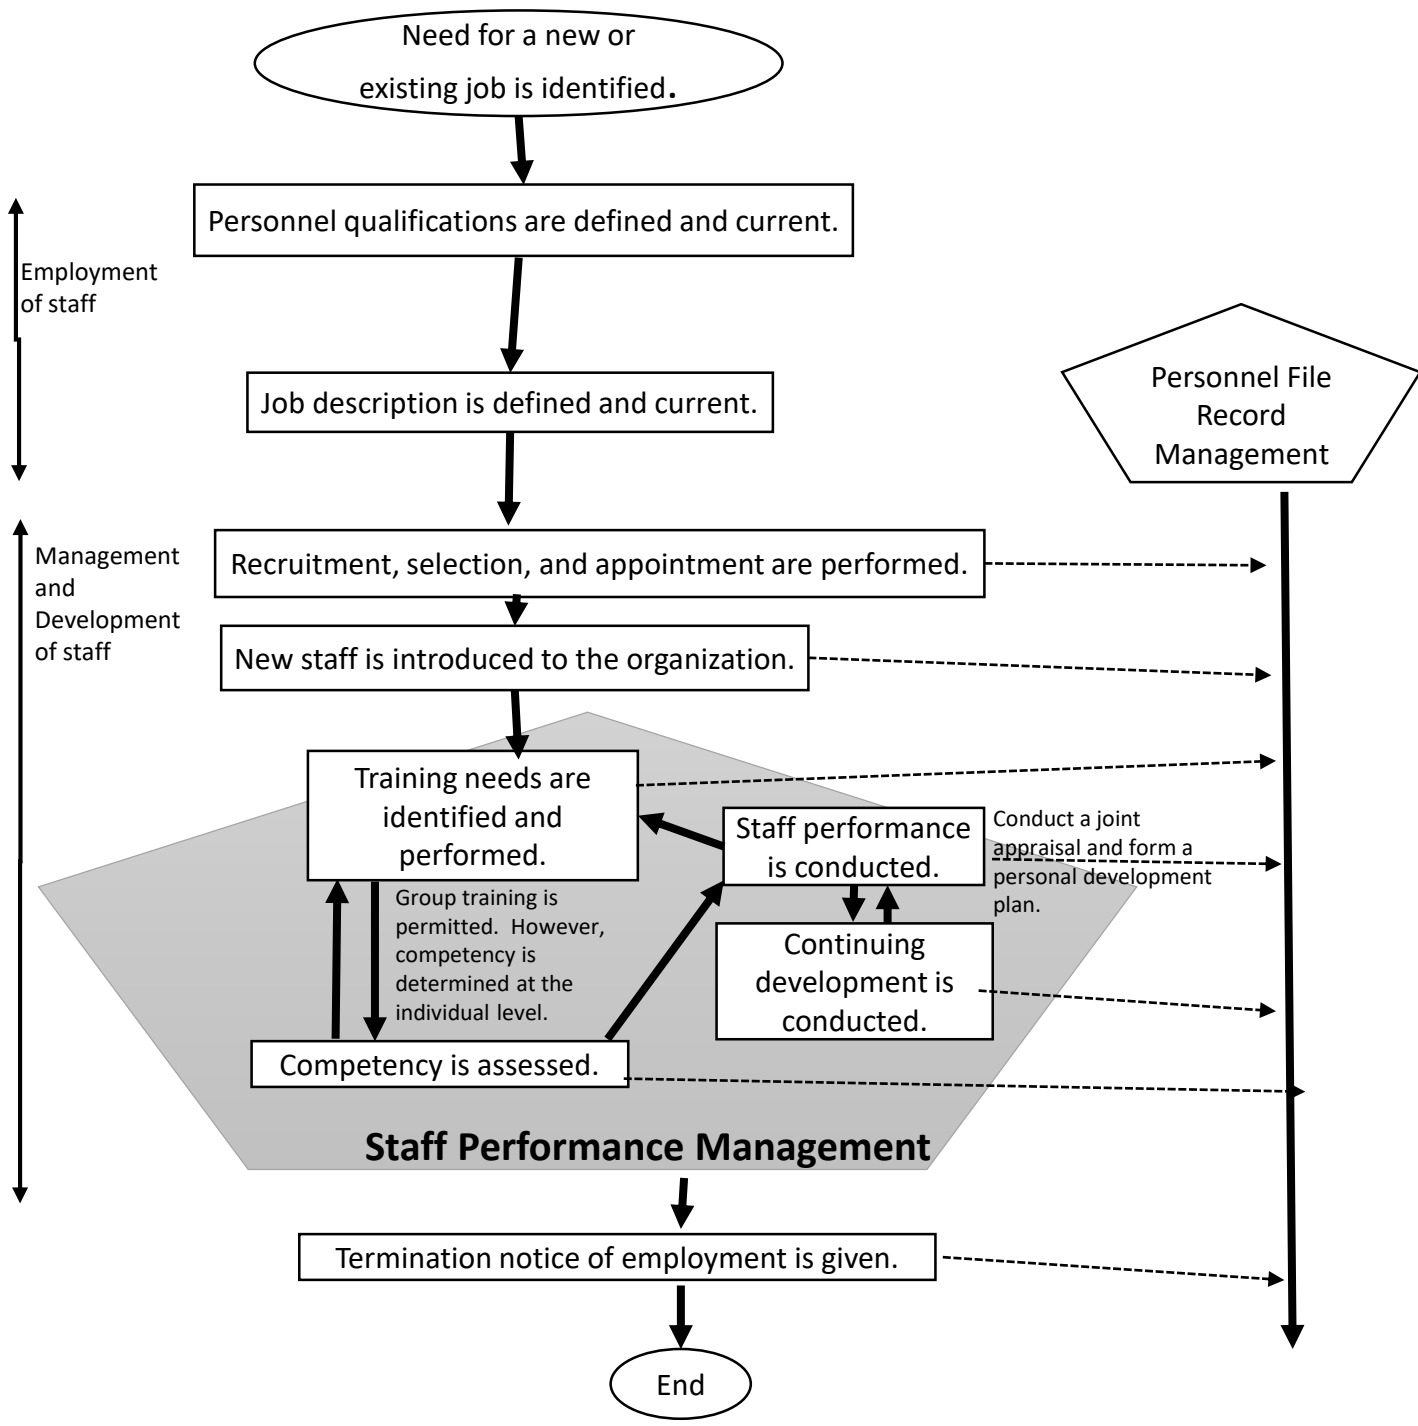 Need for a new or
existing job is identified.
Personnel qualifications are defined and current.
Employment
of staff
Job description is defined and current.
Personnel File
Record
Management
Management
and
Development
of staff
Recruitment, selection, and appointment are performed.
New staff is introduced to the organization.
Training needs are
identified and
performed.
Staff performance
is conducted.
Conduct a joint
appraisal and form a
personal development
plan.
Group training is
permitted.  However,
competency is
determined at the
individual level.
Continuing
development is
conducted.
Competency is assessed.
Staff Performance Management
Termination notice of employment is given.
End